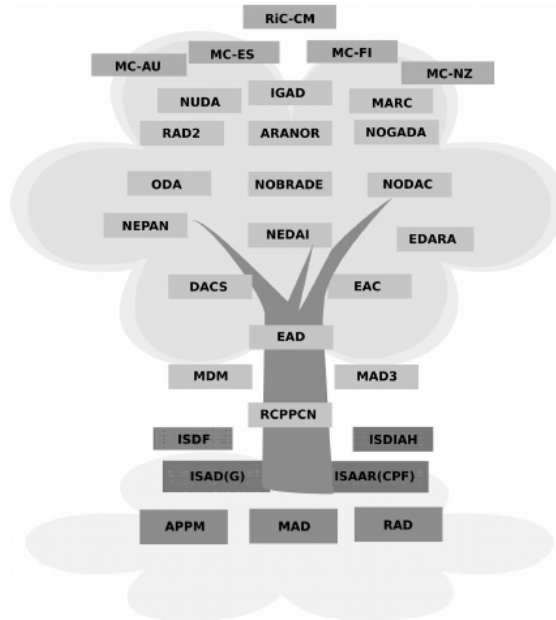 RiC-CM
MC-ES
MC-FI
MC-AU
MC-NZ
IGAD
NUDA
MARC
RAD2
ARANOR
NOGADA
ODA
NOBRADE
NODAC
NEPAN
NEDAI
EDARA
DACS
EAC
EAD
MDM
MAD3
RCPPCN
ISDF
ISDIAH
ISAD(G)
ISAAR(CPF)
APPM
MAD
RAD